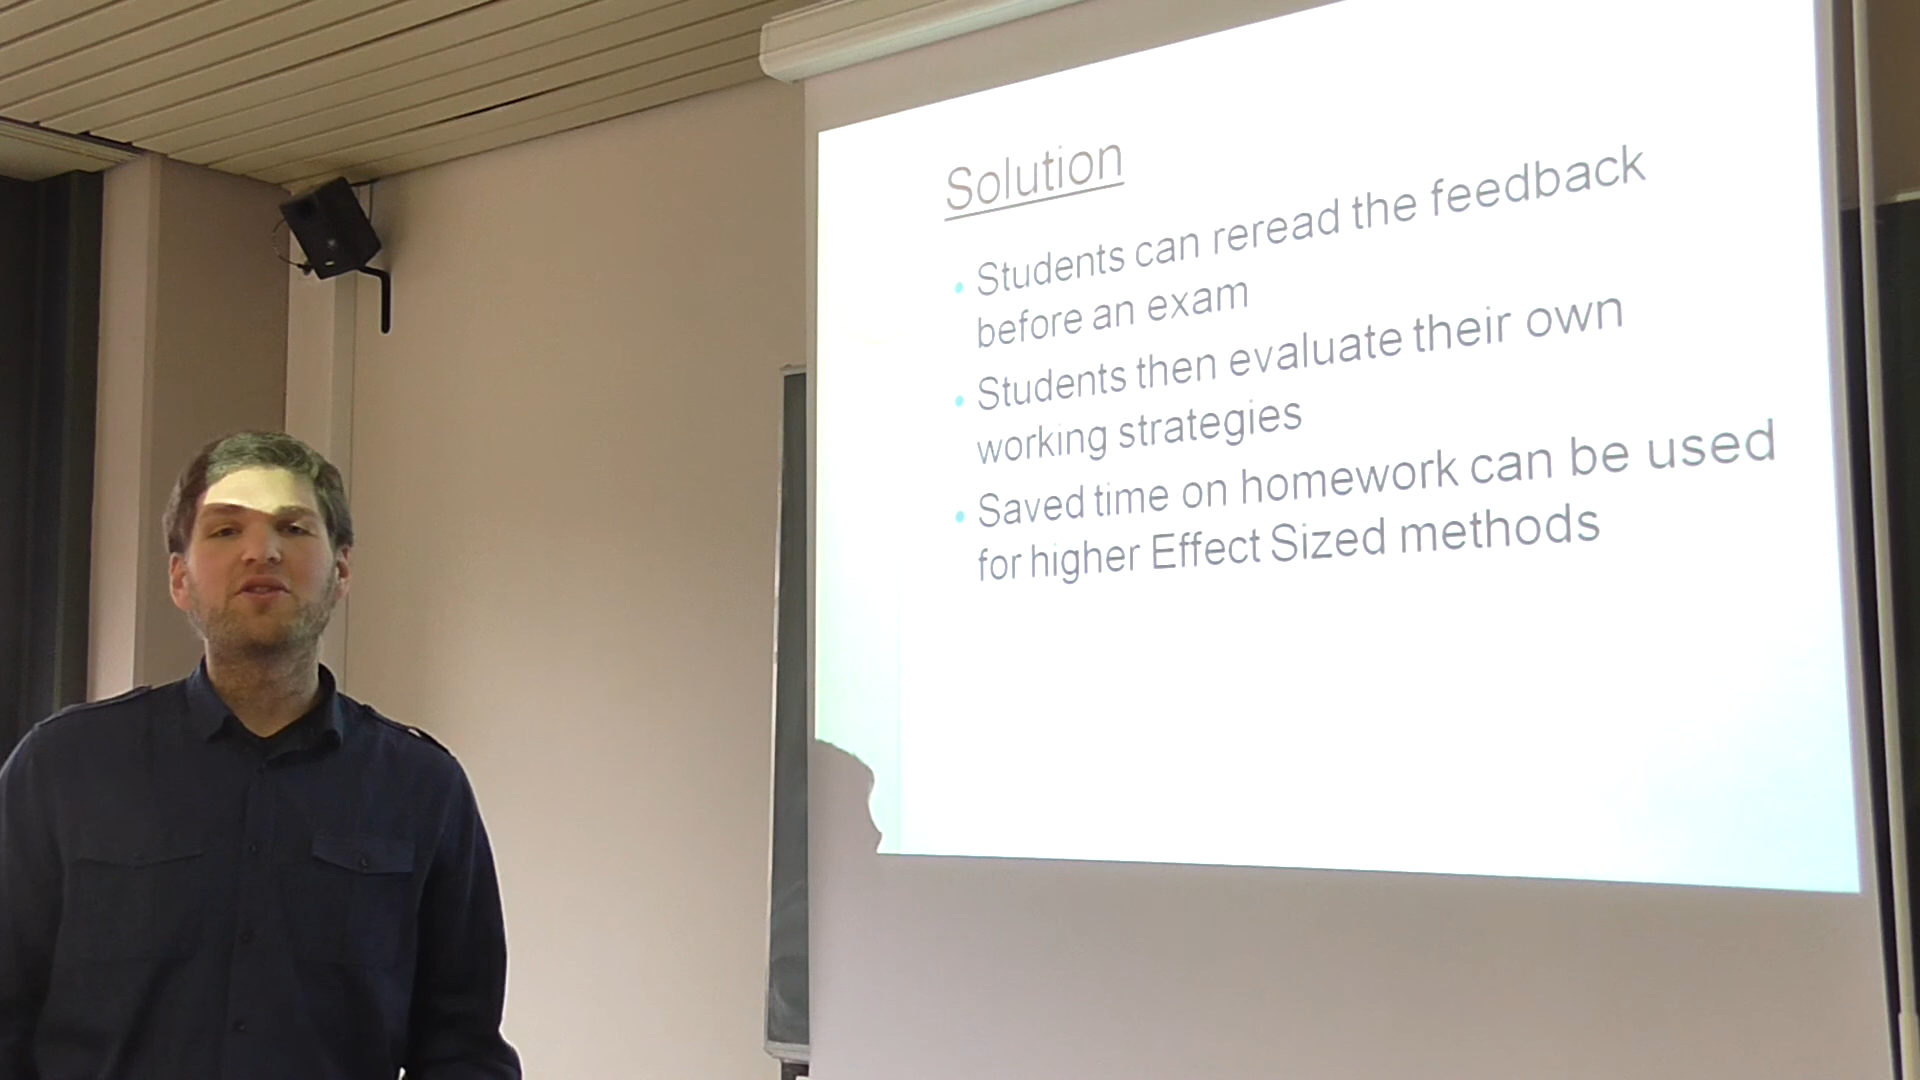 Solution
• Students can reread the feedback
before an exam
• Students then evaluate their own
working strategies
• Saved time on homework can be used
for higher Effect Sized methods